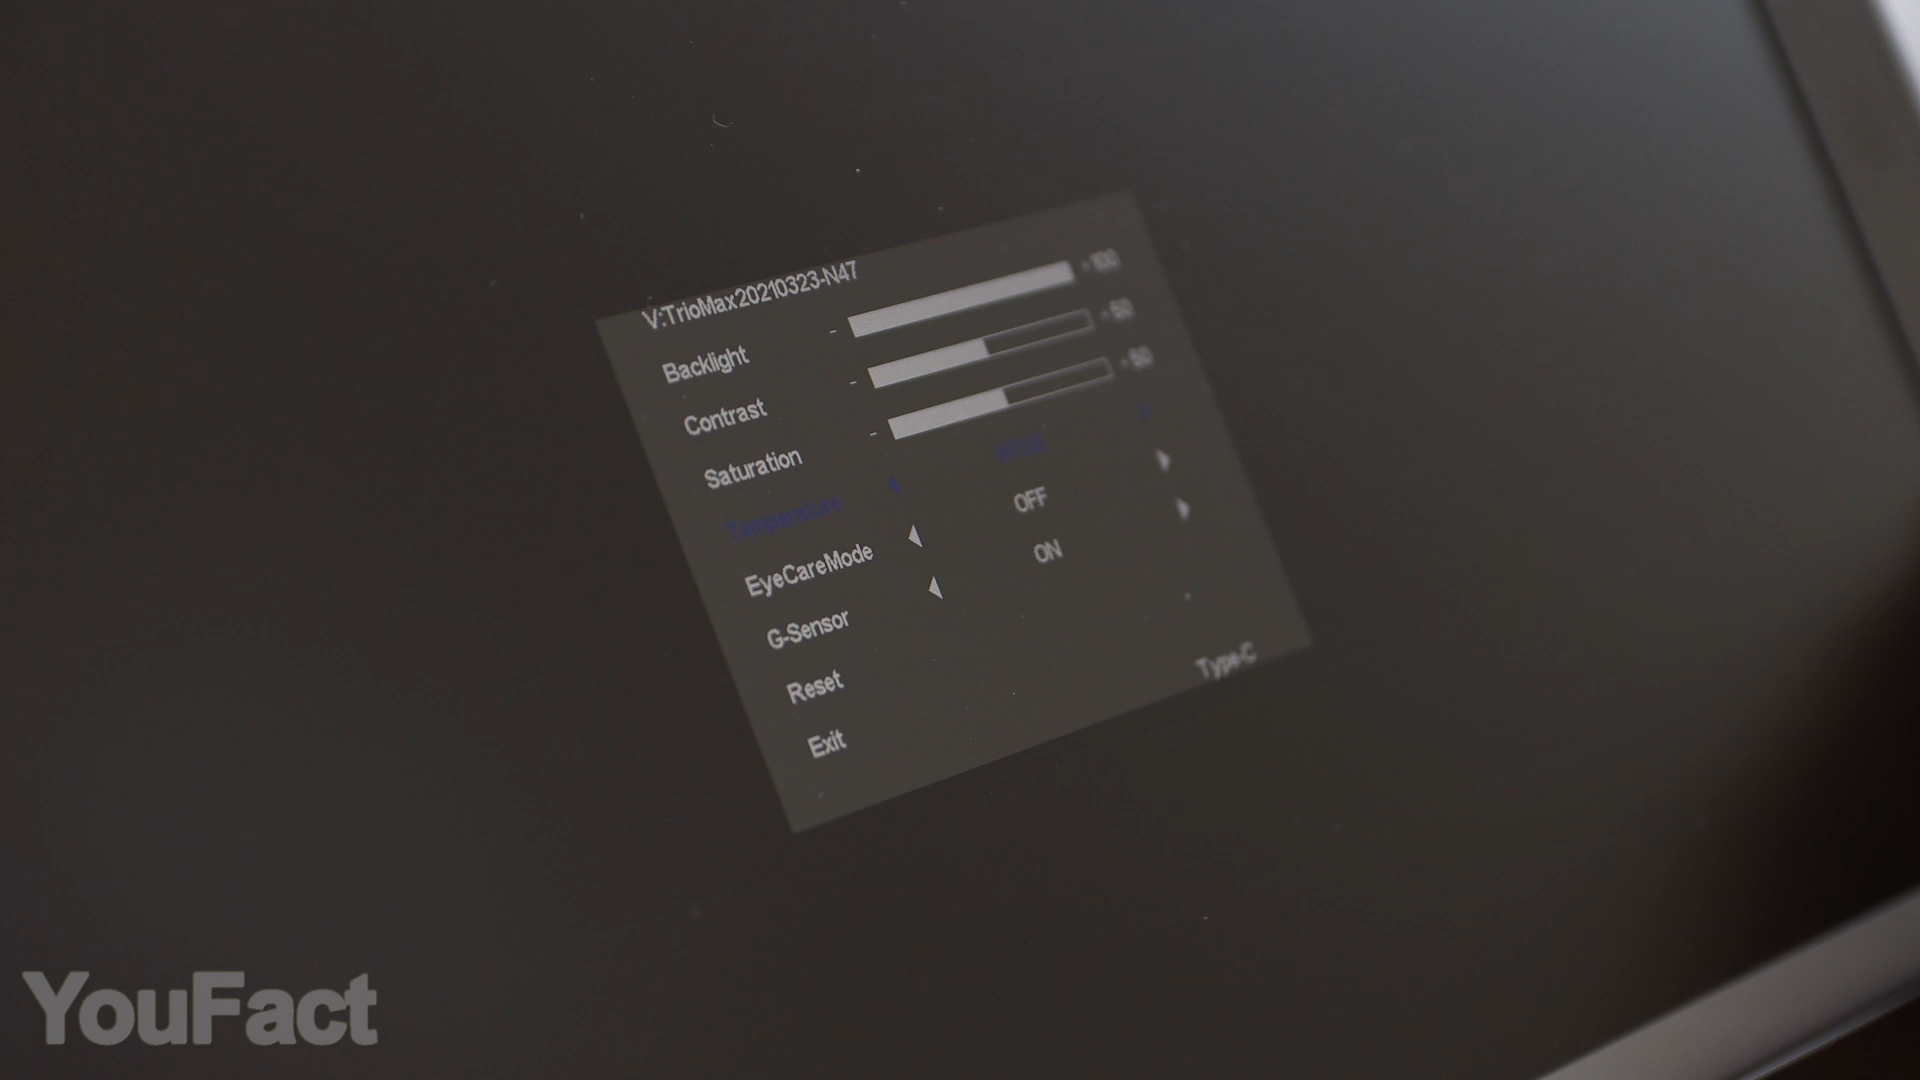 V:TrioMax20210323-N47
Backlight - + 100
Contrast - + 50
Saturation - + 50
Temperature
EyeCareMode OFF
G-Sensor ON
Reset
Exit
Type-C
YouFact